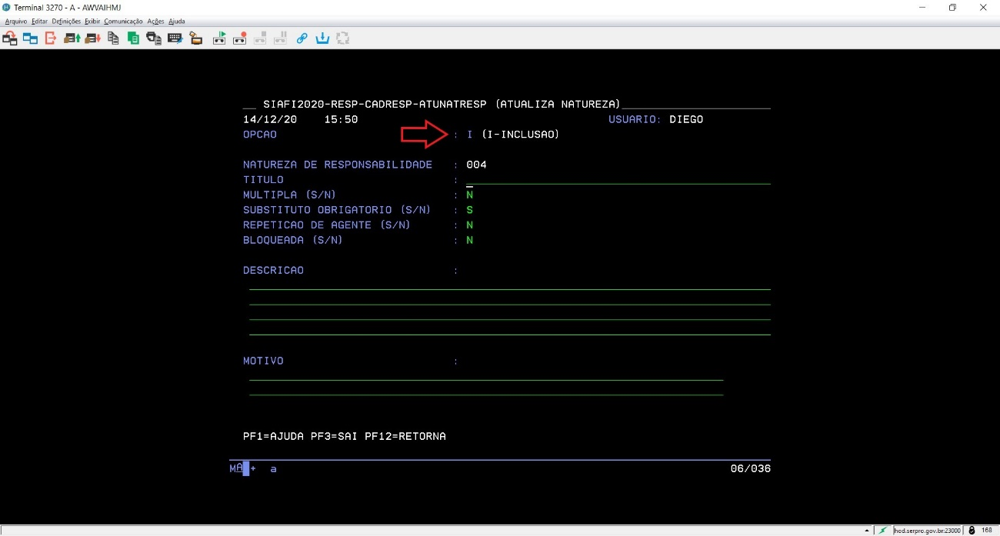 Terminal 3270 - A - AWVAIHMJ
Arquivo Editar Definições Exibir Comunicação Ações Ajuda
__ SIAFI2020-RESP-CADRESP-ATUNATRESP (ATUALIZA NATUREZA)______________________
14/12/20 15:50 USUARIO: DIEGO
OPCAO : I (I-INCLUSAO)
NATUREZA DE RESPONSABILIDADE : 004
TITULO :
MULTIPLA (S/N) : N
SUBSTITUTO OBRIGATORIO (S/N) : S
REPETICAO DE AGENTE (S/N) : N
BLOQUEADA (S/N) : N
DESCRICAO :
MOTIVO :
PF1=AJUDA PF3=SAI PF12=RETORNA
MA + a 06/036
hod.serpro.gov.br:23000 168